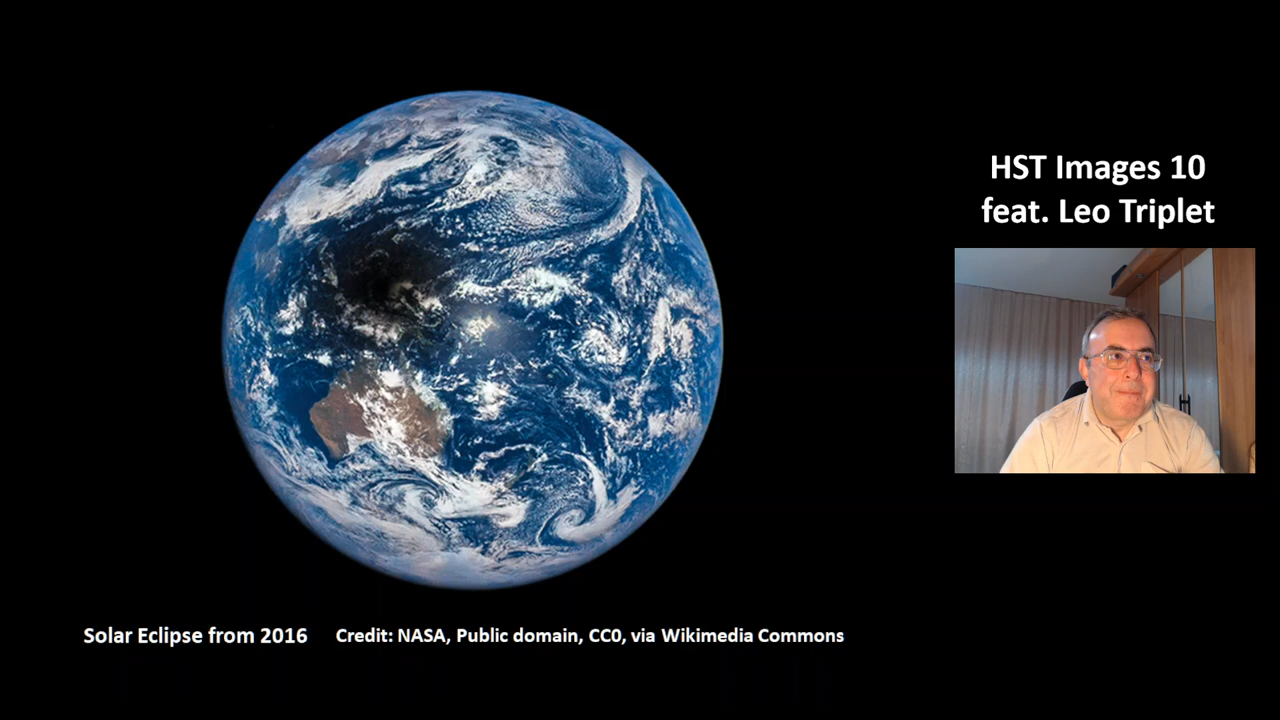 HST Images 10
feat. Leo Triplet
Solar Eclipse from 2016
Credit: NASA, Public domain, CC0, via Wikimedia Commons